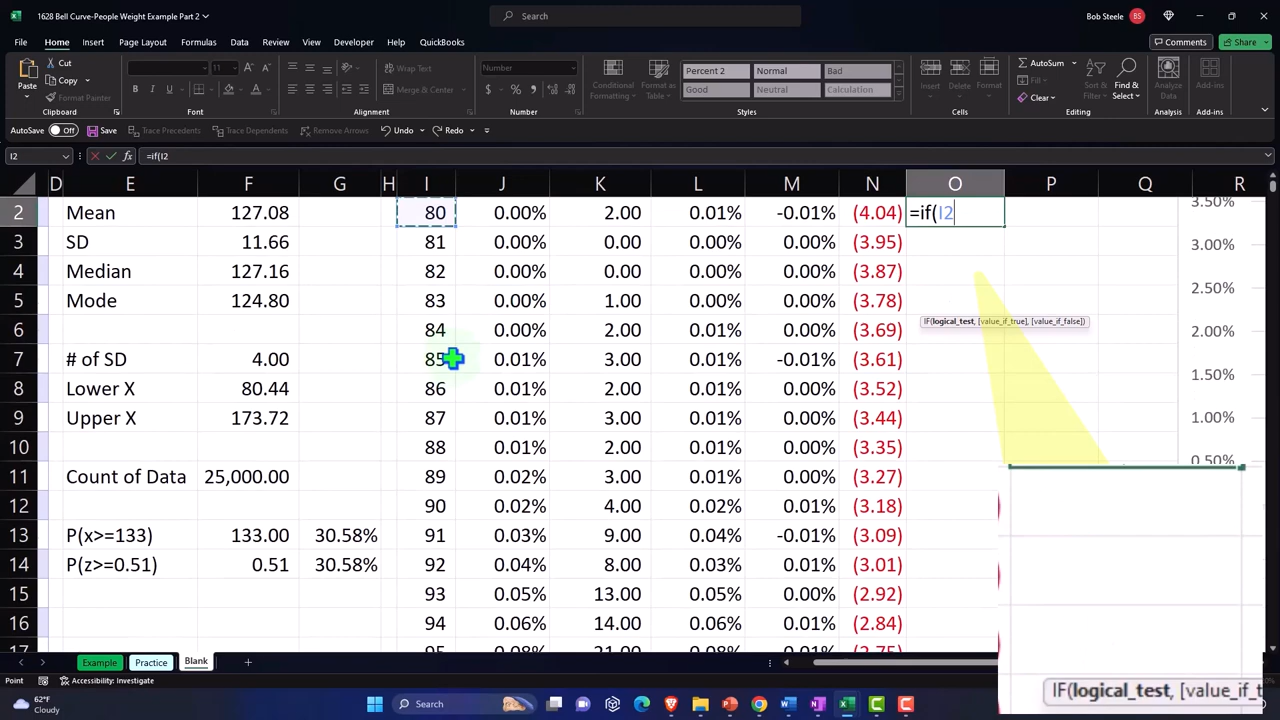 1628 Bell Curve-People Weight Example Part 2
Search
Bob Steele
BS
File Home Insert Page Layout Formulas Data Review View Developer Help QuickBooks
Comments
Share
Paste
Cut
Copy
Format Painter
Clipboard
11
Font
Wrap Text
Merge & Center
Alignment
Number
Number
Conditional Formatting
Format as Table
Percent 2 Normal Bad
Good Neutral Calculation
Styles
Insert Delete Format
Cells
AutoSum
Fill
Clear
Sort & Filter
Find & Select
Editing
Analyze Data
Analysis
Add-ins
Add-ins
AutoSave Off Save Trace Precedents Trace Dependents Remove Arrows Undo Redo
I2 fx =if(I2
D E F G H I J K L M N O P Q R
2 Mean 127.08 80 0.00% 2.00 0.01% -0.01% (4.04) =if(I2
3 SD 11.66 81 0.00% 0.00 0.00% 0.00% (3.95)
4 Median 127.16 82 0.00% 0.00 0.00% 0.00% (3.87)
5 Mode 124.80 83 0.00% 1.00 0.00% 0.00% (3.78)
6 84 0.00% 2.00 0.01% 0.00% (3.69)
7 # of SD 4.00 85 0.01% 3.00 0.01% -0.01% (3.61)
8 Lower X 80.44 86 0.01% 2.00 0.01% 0.00% (3.52)
9 Upper X 173.72 87 0.01% 3.00 0.01% 0.00% (3.44)
10 88 0.01% 2.00 0.01% 0.00% (3.35)
11 Count of Data 25,000.00 89 0.02% 3.00 0.01% 0.00% (3.27)
12 90 0.02% 4.00 0.02% 0.01% (3.18)
13 P(x>=133) 133.00 30.58% 91 0.03% 9.00 0.04% -0.01% (3.09)
14 P(z>=0.51) 0.51 30.58% 92 0.04% 8.00 0.03% 0.01% (3.01)
15 93 0.05% 13.00 0.05% 0.00% (2.92)
16 94 0.06% 14.00 0.06% 0.01% (2.84)
17 95 0.08% 21.00 0.08% 0.01% (2.75)
3.50%
3.00%
2.50%
2.00%
1.50%
1.00%
0.50%
IF(logical_test, [value_if_true], [value_if_false])
IF(logical_test, [value_if_t
Example Practice Blank
Point Accessibility: Investigate
62°F
Cloudy
Search